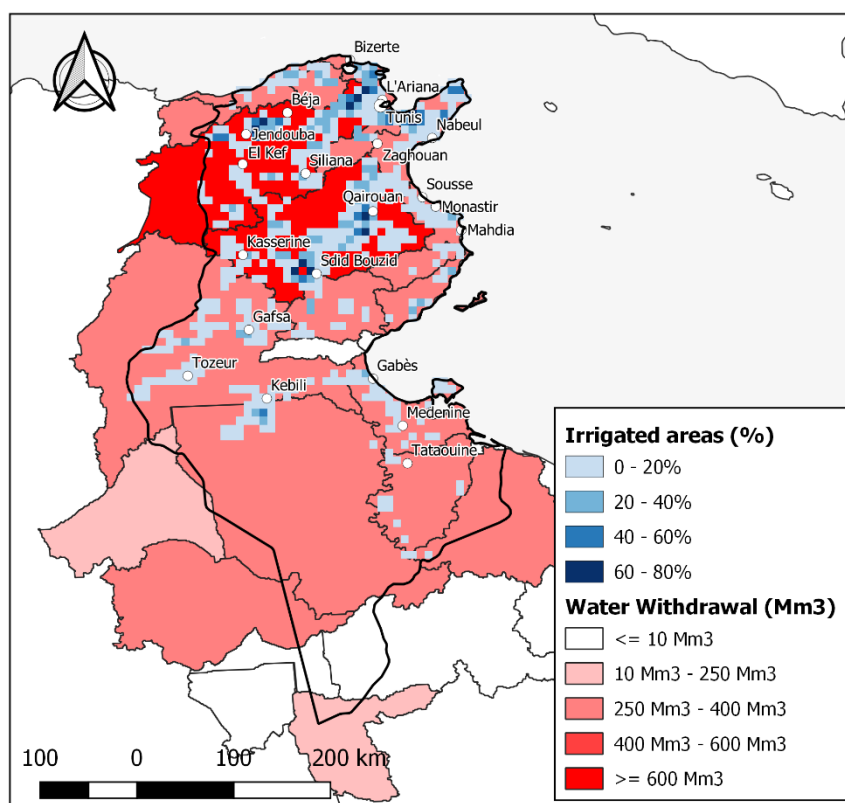 Bizerte
L'Ariana
Béja
Tunis
Jendouba
Nabeul
El Kef
Zaghouan
Siliana
Sousse
Qairouan
Monastir
Mahdia
Kasserine
Sdid Bouzid
Gafsa
Tozeur
Gabès
Kebili
Medenine
Tataouine
Irrigated areas (%)
0 - 20%
20 - 40%
40 - 60%
60 - 80%
Water Withdrawal (Mm3)
<= 10 Mm3
10 Mm3 - 250 Mm3
250 Mm3 - 400 Mm3
400 Mm3 - 600 Mm3
>= 600 Mm3
100 0 100 200 km